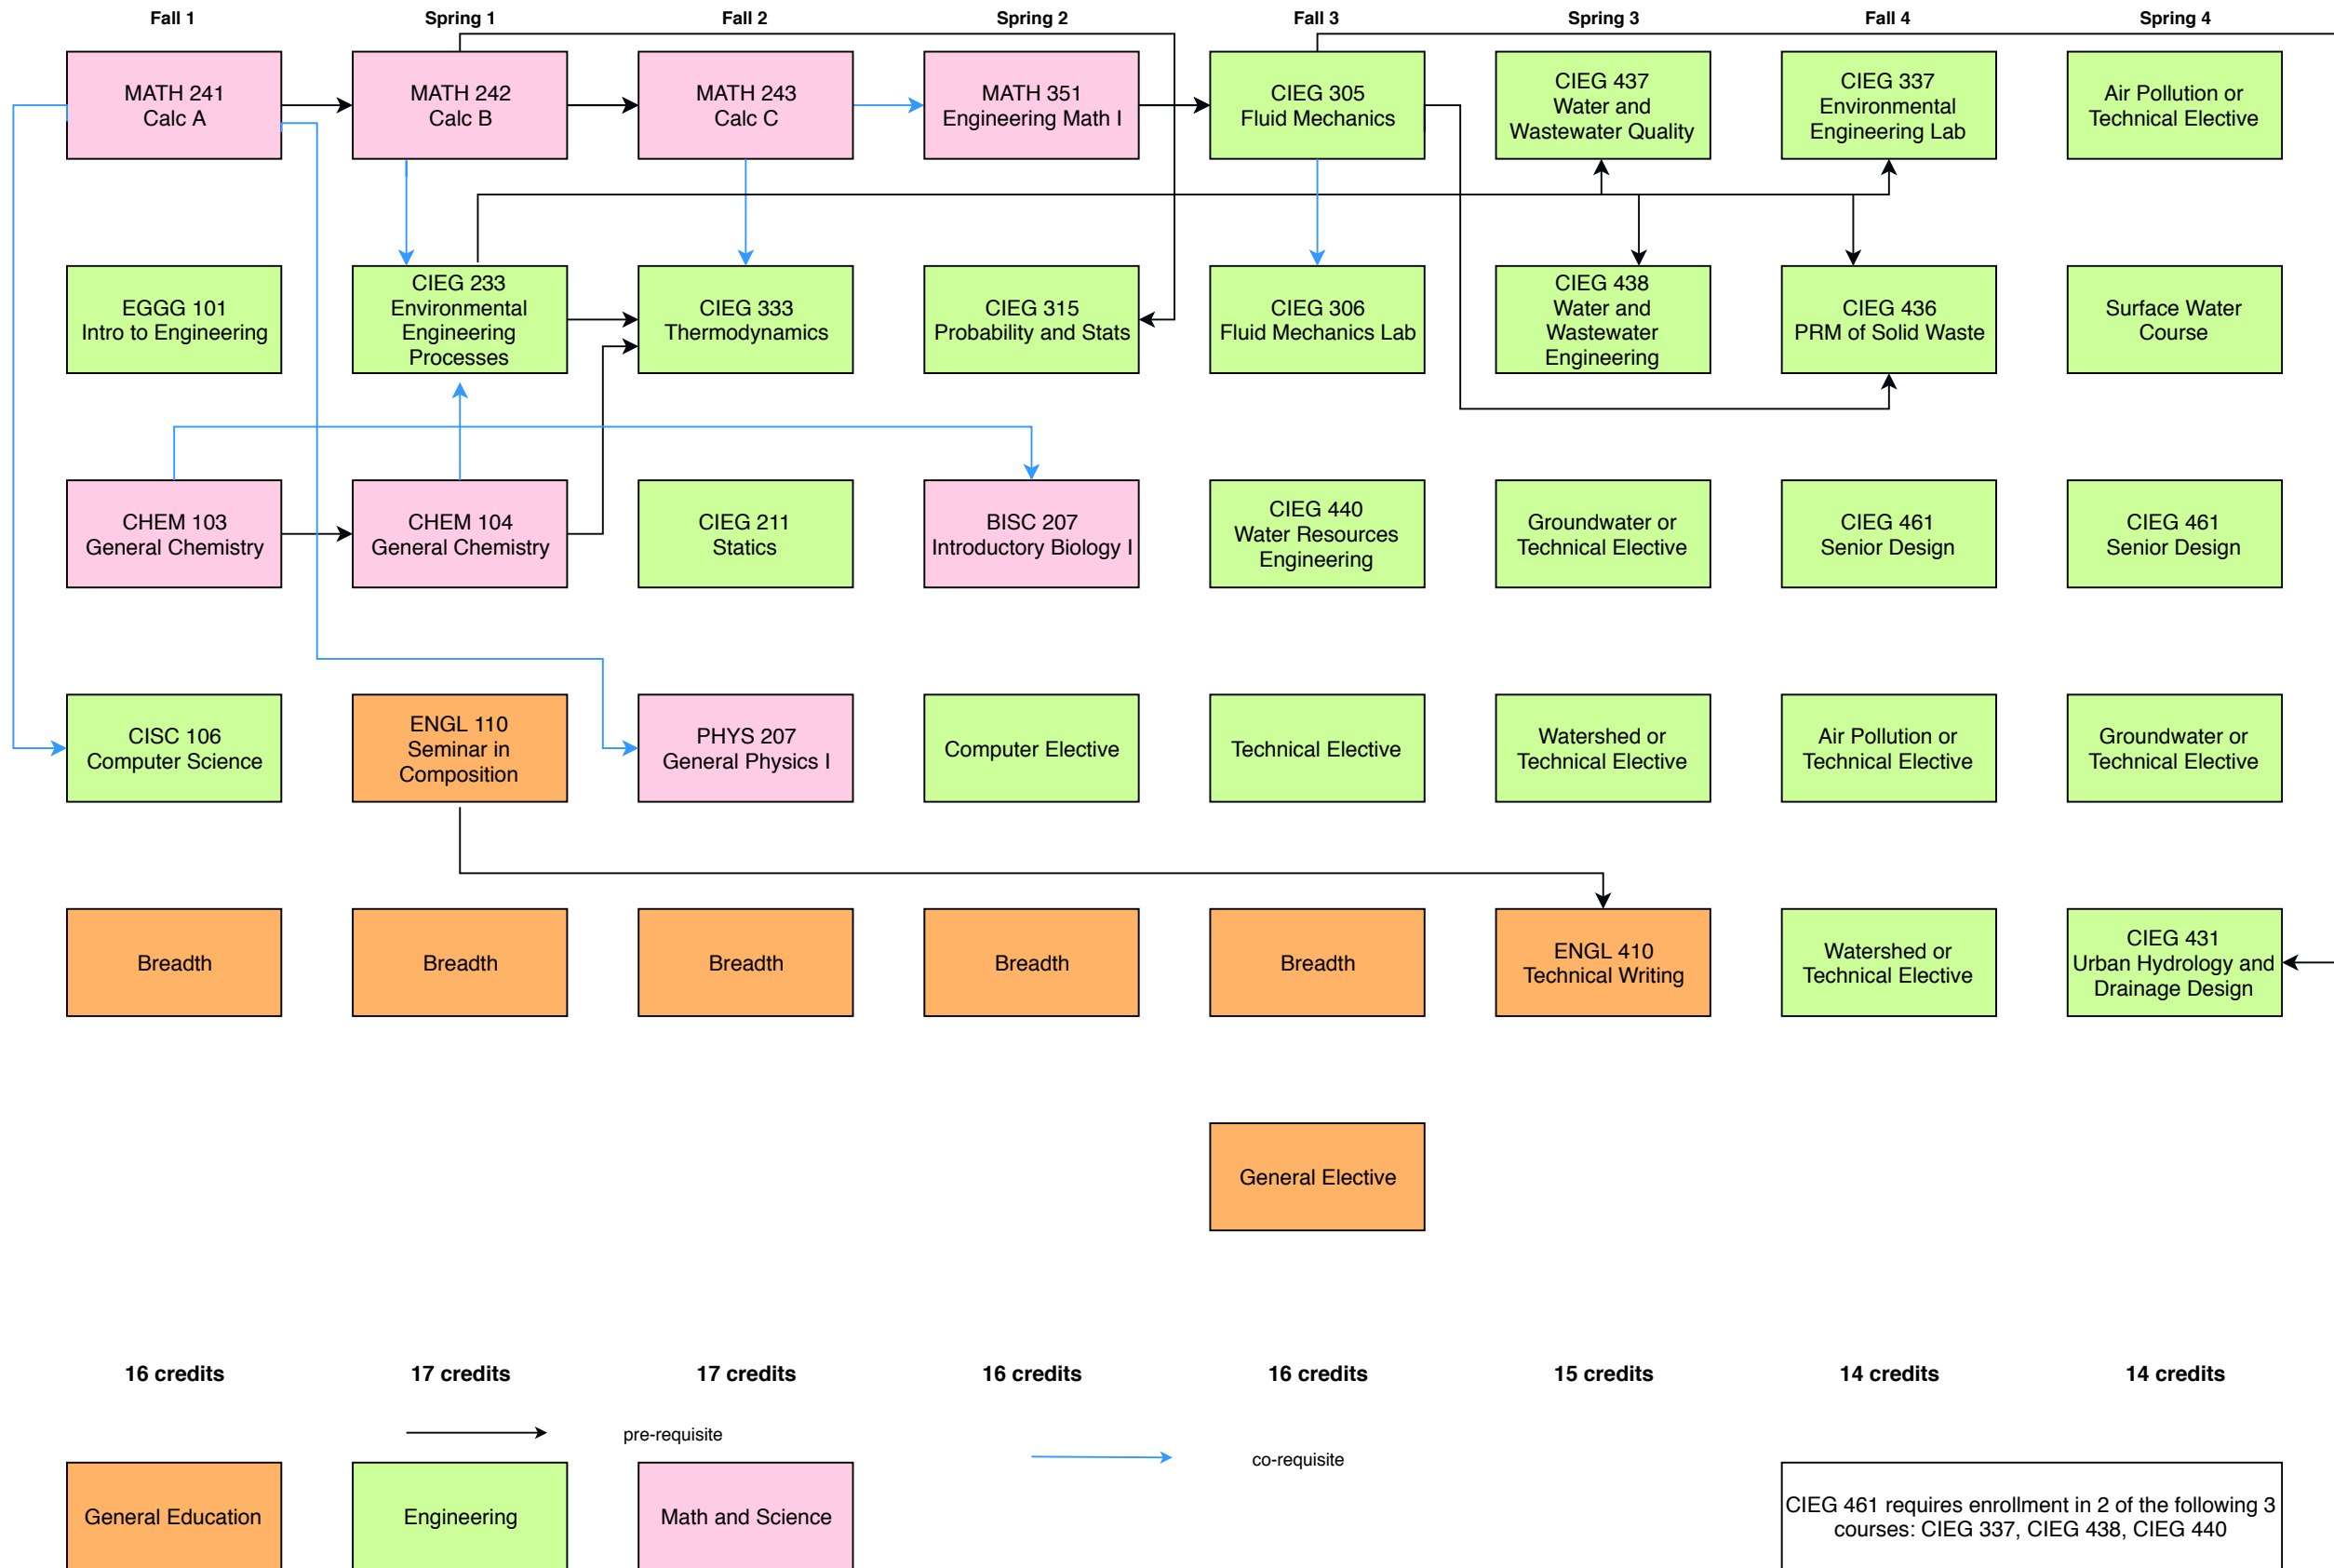 Fall 1
Spring 1
Fall 2
Spring 2
Fall 3
Spring 3
Fall 4
Spring 4
MATH 241
Calc A
MATH 242
Calc B
MATH 243
Calc C
MATH 351
Engineering Math I
CIEG 305
Fluid Mechanics
CIEG 437
Water and
Wastewater Quality
CIEG 337
Environmental
Engineering Lab
Air Pollution or
Technical Elective
EGGG 101
Intro to Engineering
CIEG 233
Environmental
Engineering
Processes
CIEG 333
Thermodynamics
CIEG 315
Probability and Stats
CIEG 306
Fluid Mechanics Lab
CIEG 438
Water and
Wastewater
Engineering
CIEG 436
PRM of Solid Waste
Surface Water
Course
CHEM 103
General Chemistry
CHEM 104
General Chemistry
CIEG 211
Statics
BISC 207
Introductory Biology I
CIEG 440
Water Resources
Engineering
Groundwater or
Technical Elective
CIEG 461
Senior Design
CIEG 461
Senior Design
CISC 106
Computer Science
ENGL 110
Seminar in
Composition
PHYS 207
General Physics I
Computer Elective
Technical Elective
Watershed or
Technical Elective
Air Pollution or
Technical Elective
Groundwater or
Technical Elective
Breadth
Breadth
Breadth
Breadth
Breadth
ENGL 410
Technical Writing
Watershed or
Technical Elective
CIEG 431
Urban Hydrology and
Drainage Design
General Elective
16 credits
17 credits
17 credits
16 credits
16 credits
15 credits
14 credits
14 credits
pre-requisite
co-requisite
General Education
Engineering
Math and Science
CIEG 461 requires enrollment in 2 of the following 3
courses: CIEG 337, CIEG 438, CIEG 440